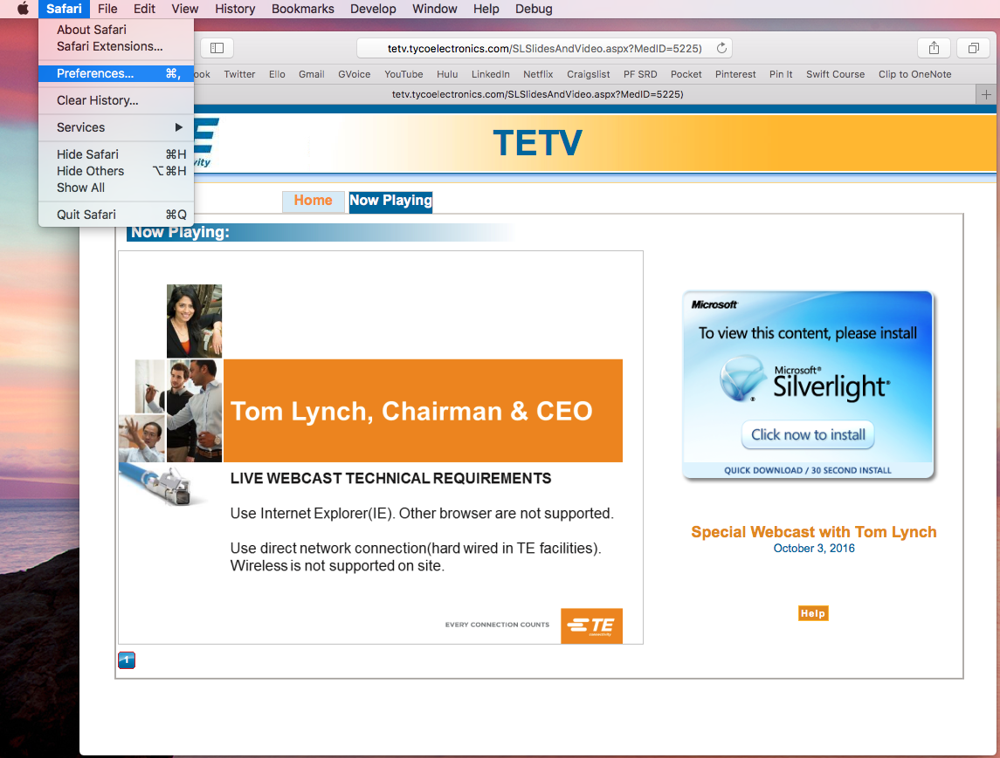 Safari File Edit View History Bookmarks Develop Window Help Debug
About Safari
Safari Extensions...
Preferences... ⌘,
Clear History...
Services ▶
Hide Safari ⌘H
Hide Others ⌥⌘H
Show All
Quit Safari ⌘Q
tetv.tycoelectronics.com/SLSlidesAndVideo.aspx?MedID=5225)
ook Twitter Ello Gmail GVoice YouTube Hulu LinkedIn Netflix Craigslist PF SRD Pocket Pinterest Pin It Swift Course Clip to OneNote
tetv.tycoelectronics.com/SLSlidesAndVideo.aspx?MedID=5225)
E
ivity
TETV
Home Now Playing
Now Playing:
Tom Lynch, Chairman & CEO
LIVE WEBCAST TECHNICAL REQUIREMENTS
Use Internet Explorer(IE). Other browser are not supported.
Use direct network connection(hard wired in TE facilities).
Wireless is not supported on site.
EVERY CONNECTION COUNTS
TE
connectivity
1
Microsoft
To view this content, please install
Microsoft®
Silverlight®
Click now to install
QUICK DOWNLOAD / 30 SECOND INSTALL
Special Webcast with Tom Lynch
October 3, 2016
Help